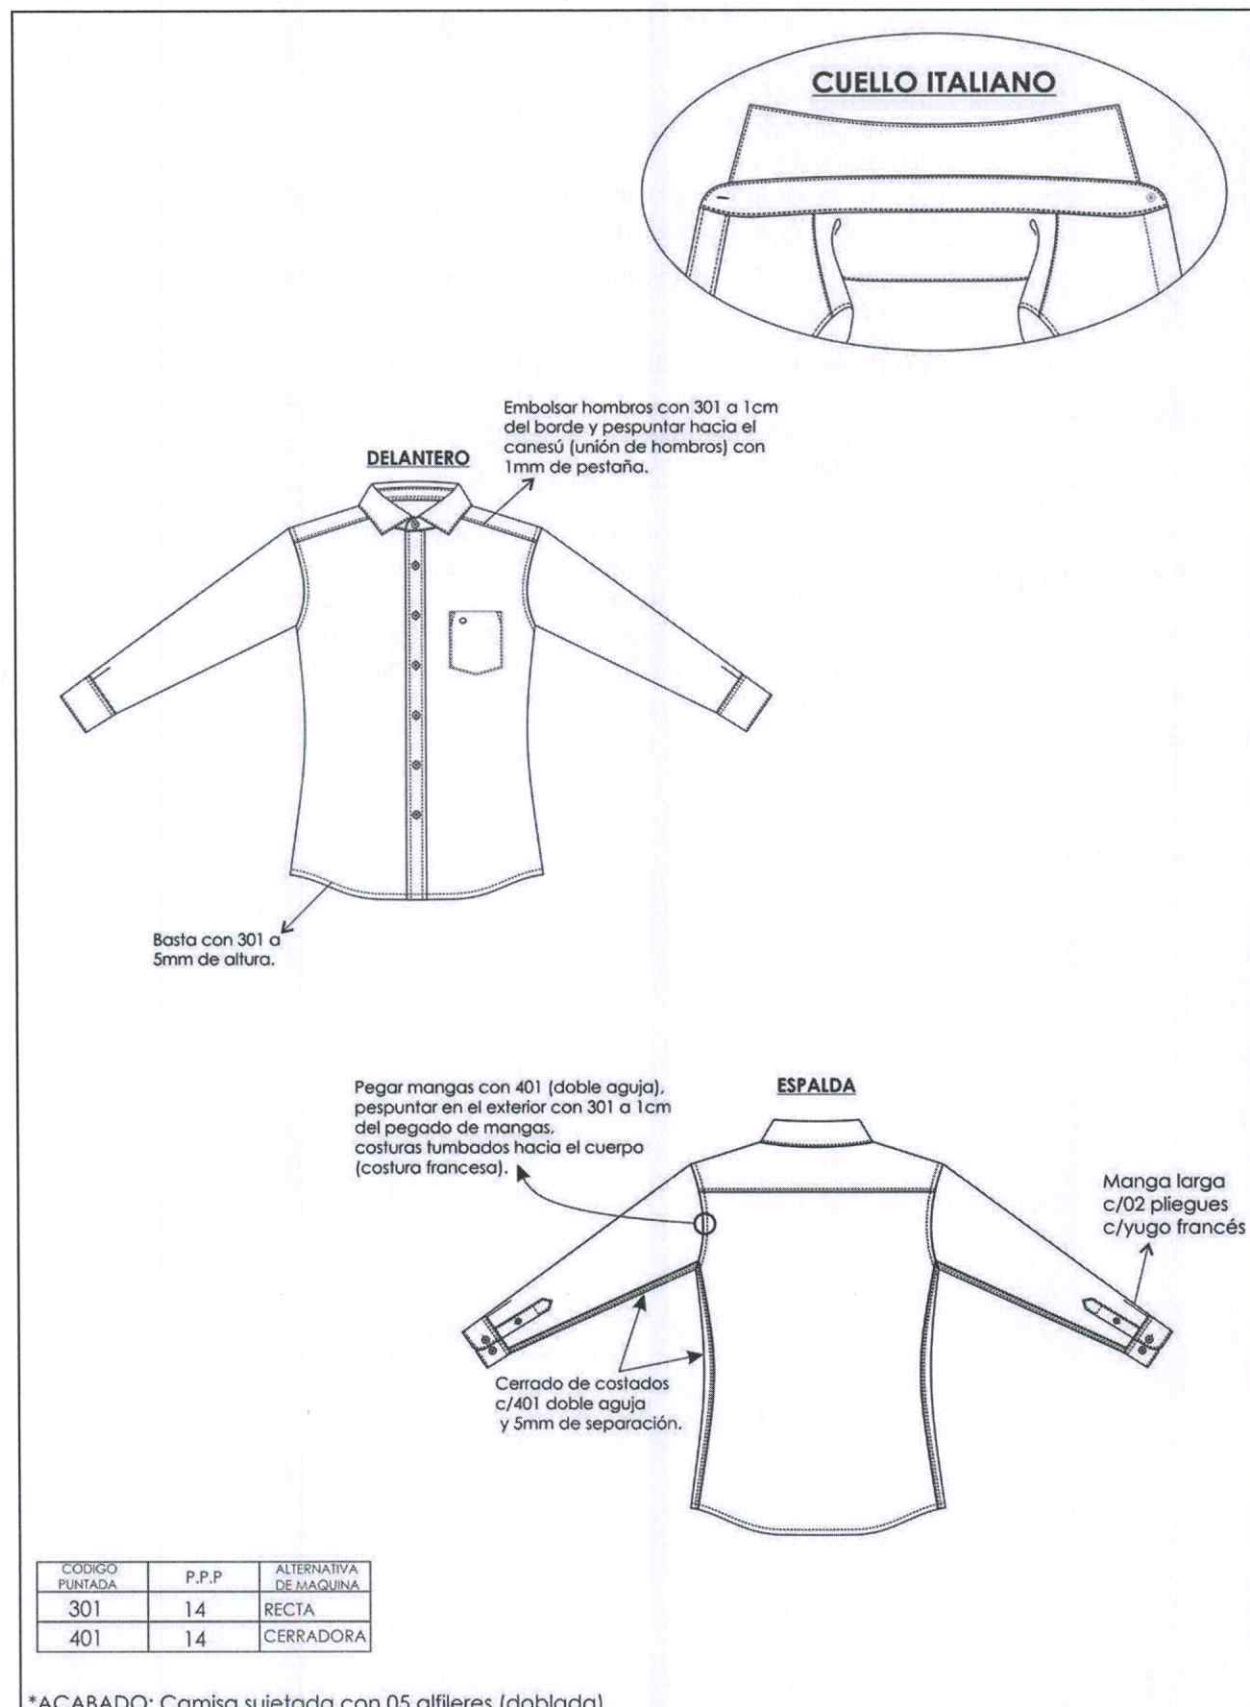 CUELLO ITALIANO
Embolsar hombros con 301 a 1cm
del borde y pespuntar hacia el
canesú (unión de hombros) con
1mm de pestaña.
DELANTERO
Basta con 301 a
5mm de altura.
Pegar mangas con 401 (doble aguja),
pespuntar en el exterior con 301 a 1cm
del pegado de mangas,
costuras tumbados hacia el cuerpo
(costura francesa).
ESPALDA
Manga larga
c/02 pliegues
c/yugo francés
Cerrado de costados
c/401 doble aguja
y 5mm de separación.
CODIGO PUNTADA P.P.P ALTERNATIVA DE MAQUINA
301 14 RECTA
401 14 CERRADORA
*ACABADO: Camisa sujetada con 05 alfileres (doblada)